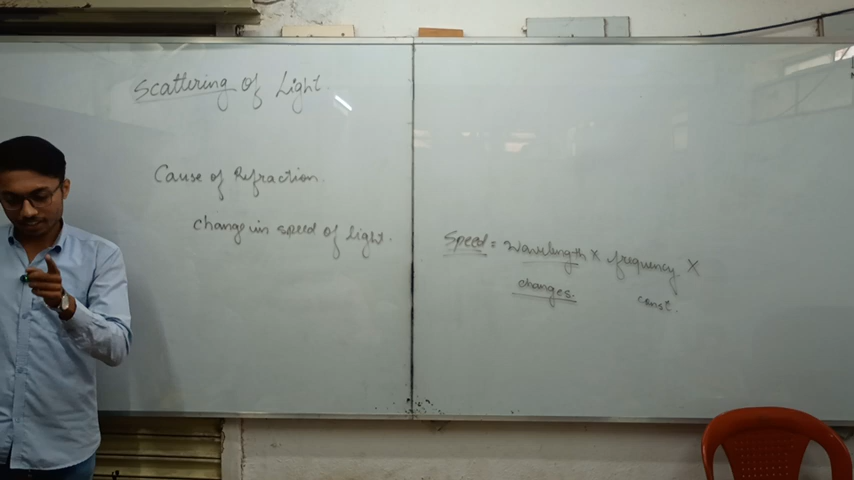 Scattering of Light
Cause of Refraction.
change in speed of light.
Speed = Wavelength × frequency ×
changes.
const.